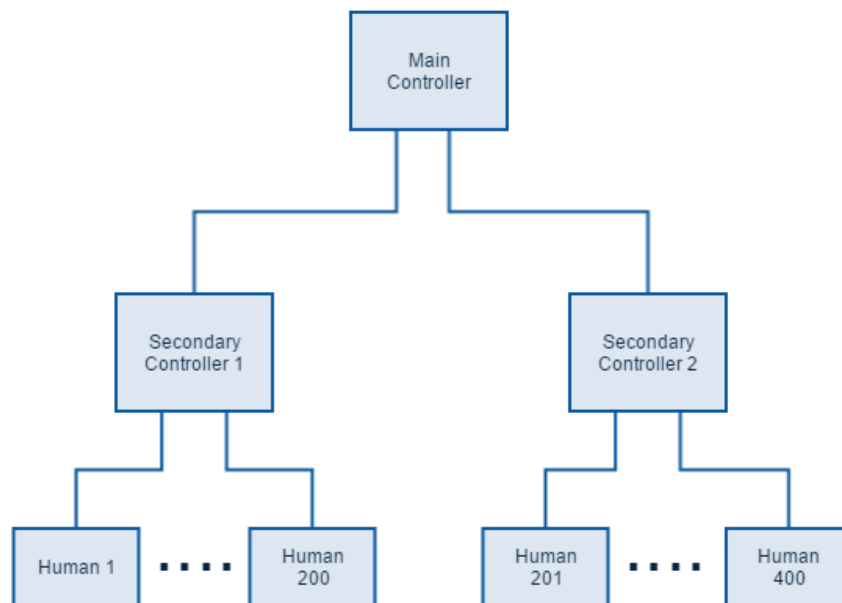 Main
Controller
Secondary
Controller 1
Secondary
Controller 2
Human 1
Human
200
Human
201
Human
400